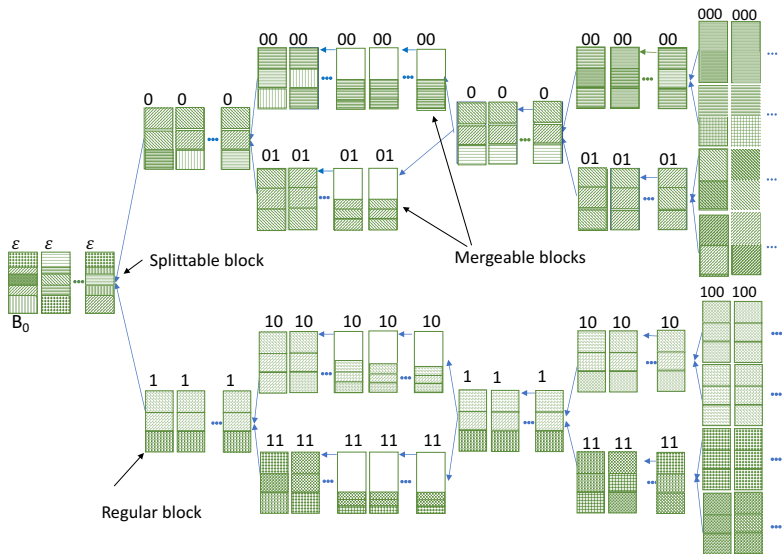 000 000
00 00 00 00 00 00 00 00
0 0 0 0 0 0
01 01 01 01 01 01 01
ε ε ε
Splittable block
Mergeable blocks
B₀
100 100
10 10 10 10 10 10 10 10
1 1 1 1 1 1
11 11 11 11 11 11 11 11
Regular block